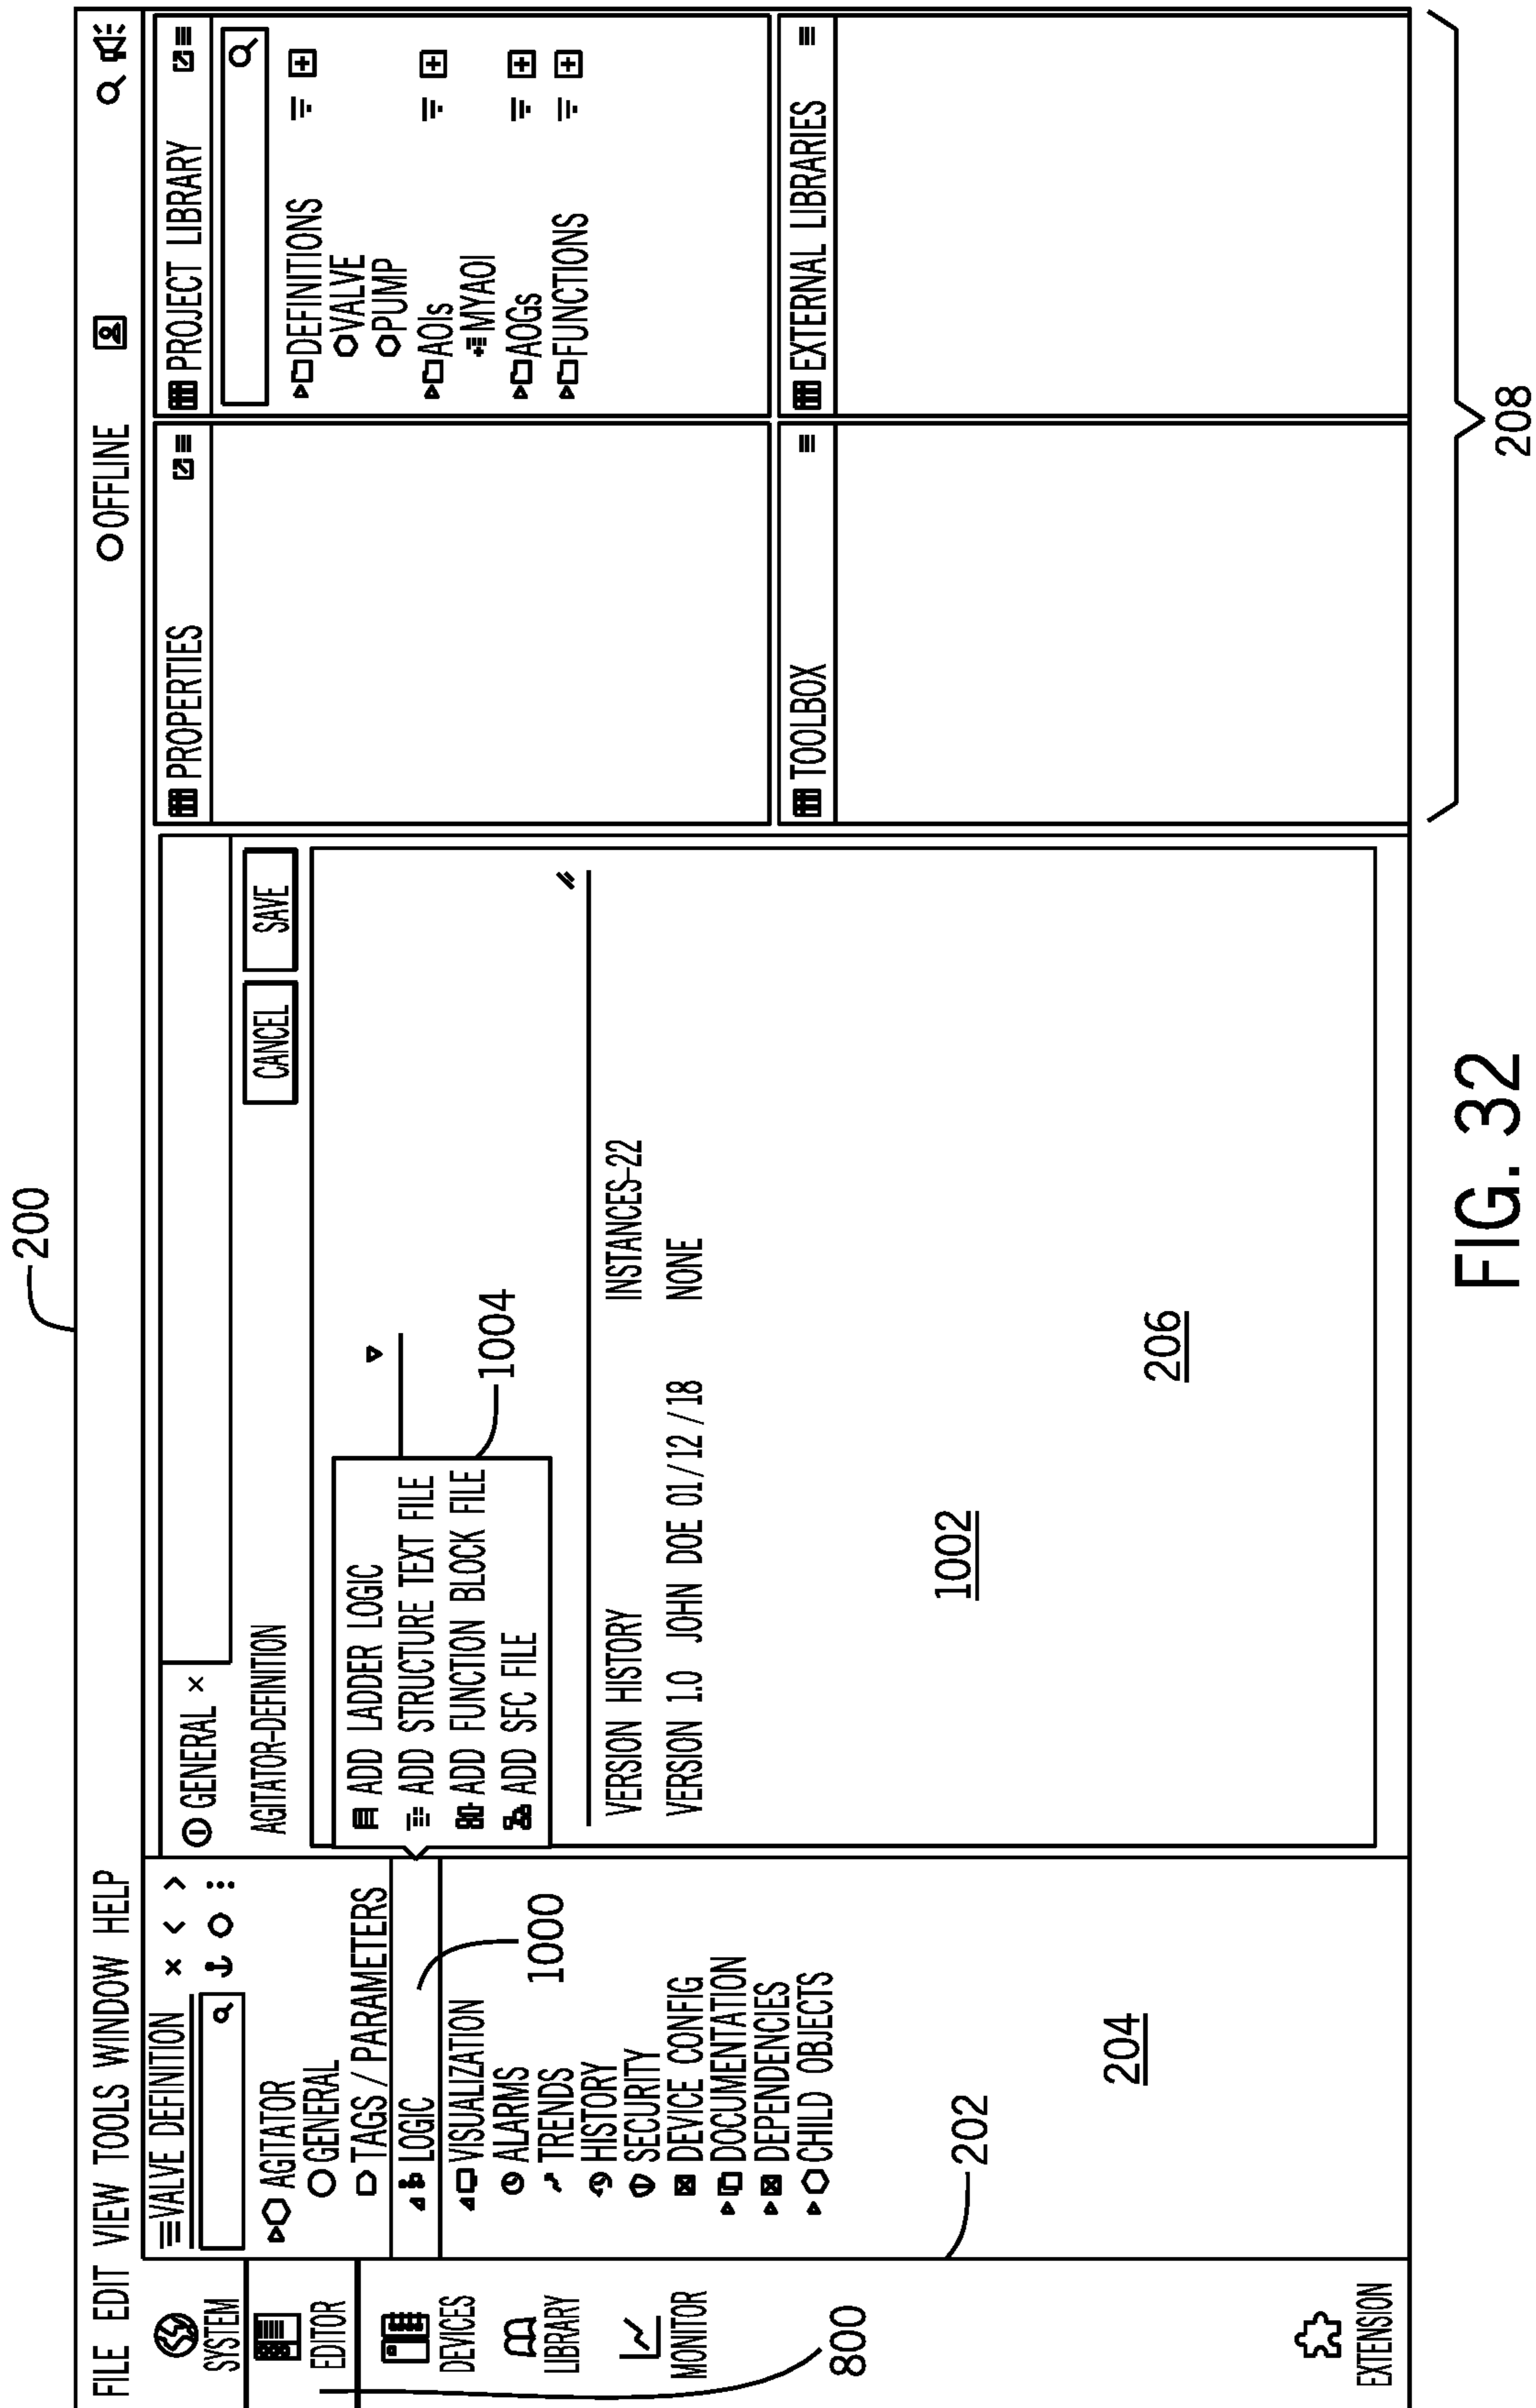 200
FILE EDIT VIEW TOOLS WINDOW HELP
OFFLINE
SYSTEM
EDITOR
DEVICES
LIBRARY
MONITOR
EXTENSION
800
202
VALVE DEFINITION
× < >
AGITATOR
GENERAL
TAGS / PARAMETERS
LOGIC
VISUALIZATION
ALARMS
TRENDS
HISTORY
SECURITY
DEVICE CONFIG
DOCUMENTATION
DEPENDENCIES
CHILD OBJECTS
1000
204
GENERAL ×
AGITATOR-DEFINITION
CANCEL
SAVE
ADD LADDER LOGIC
ADD STRUCTURE TEXT FILE
ADD FUNCTION BLOCK FILE
ADD SFC FILE
1004
VERSION HISTORY INSTANCES-22
VERSION 1.0 JOHN DOE 01/12/18 NONE
1002
206
PROPERTIES
PROJECT LIBRARY
DEFINITIONS
VALVE
PUMP
AOIs
MYAOI
AOGs
FUNCTIONS
TOOLBOX
EXTERNAL LIBRARIES
208
FIG. 32